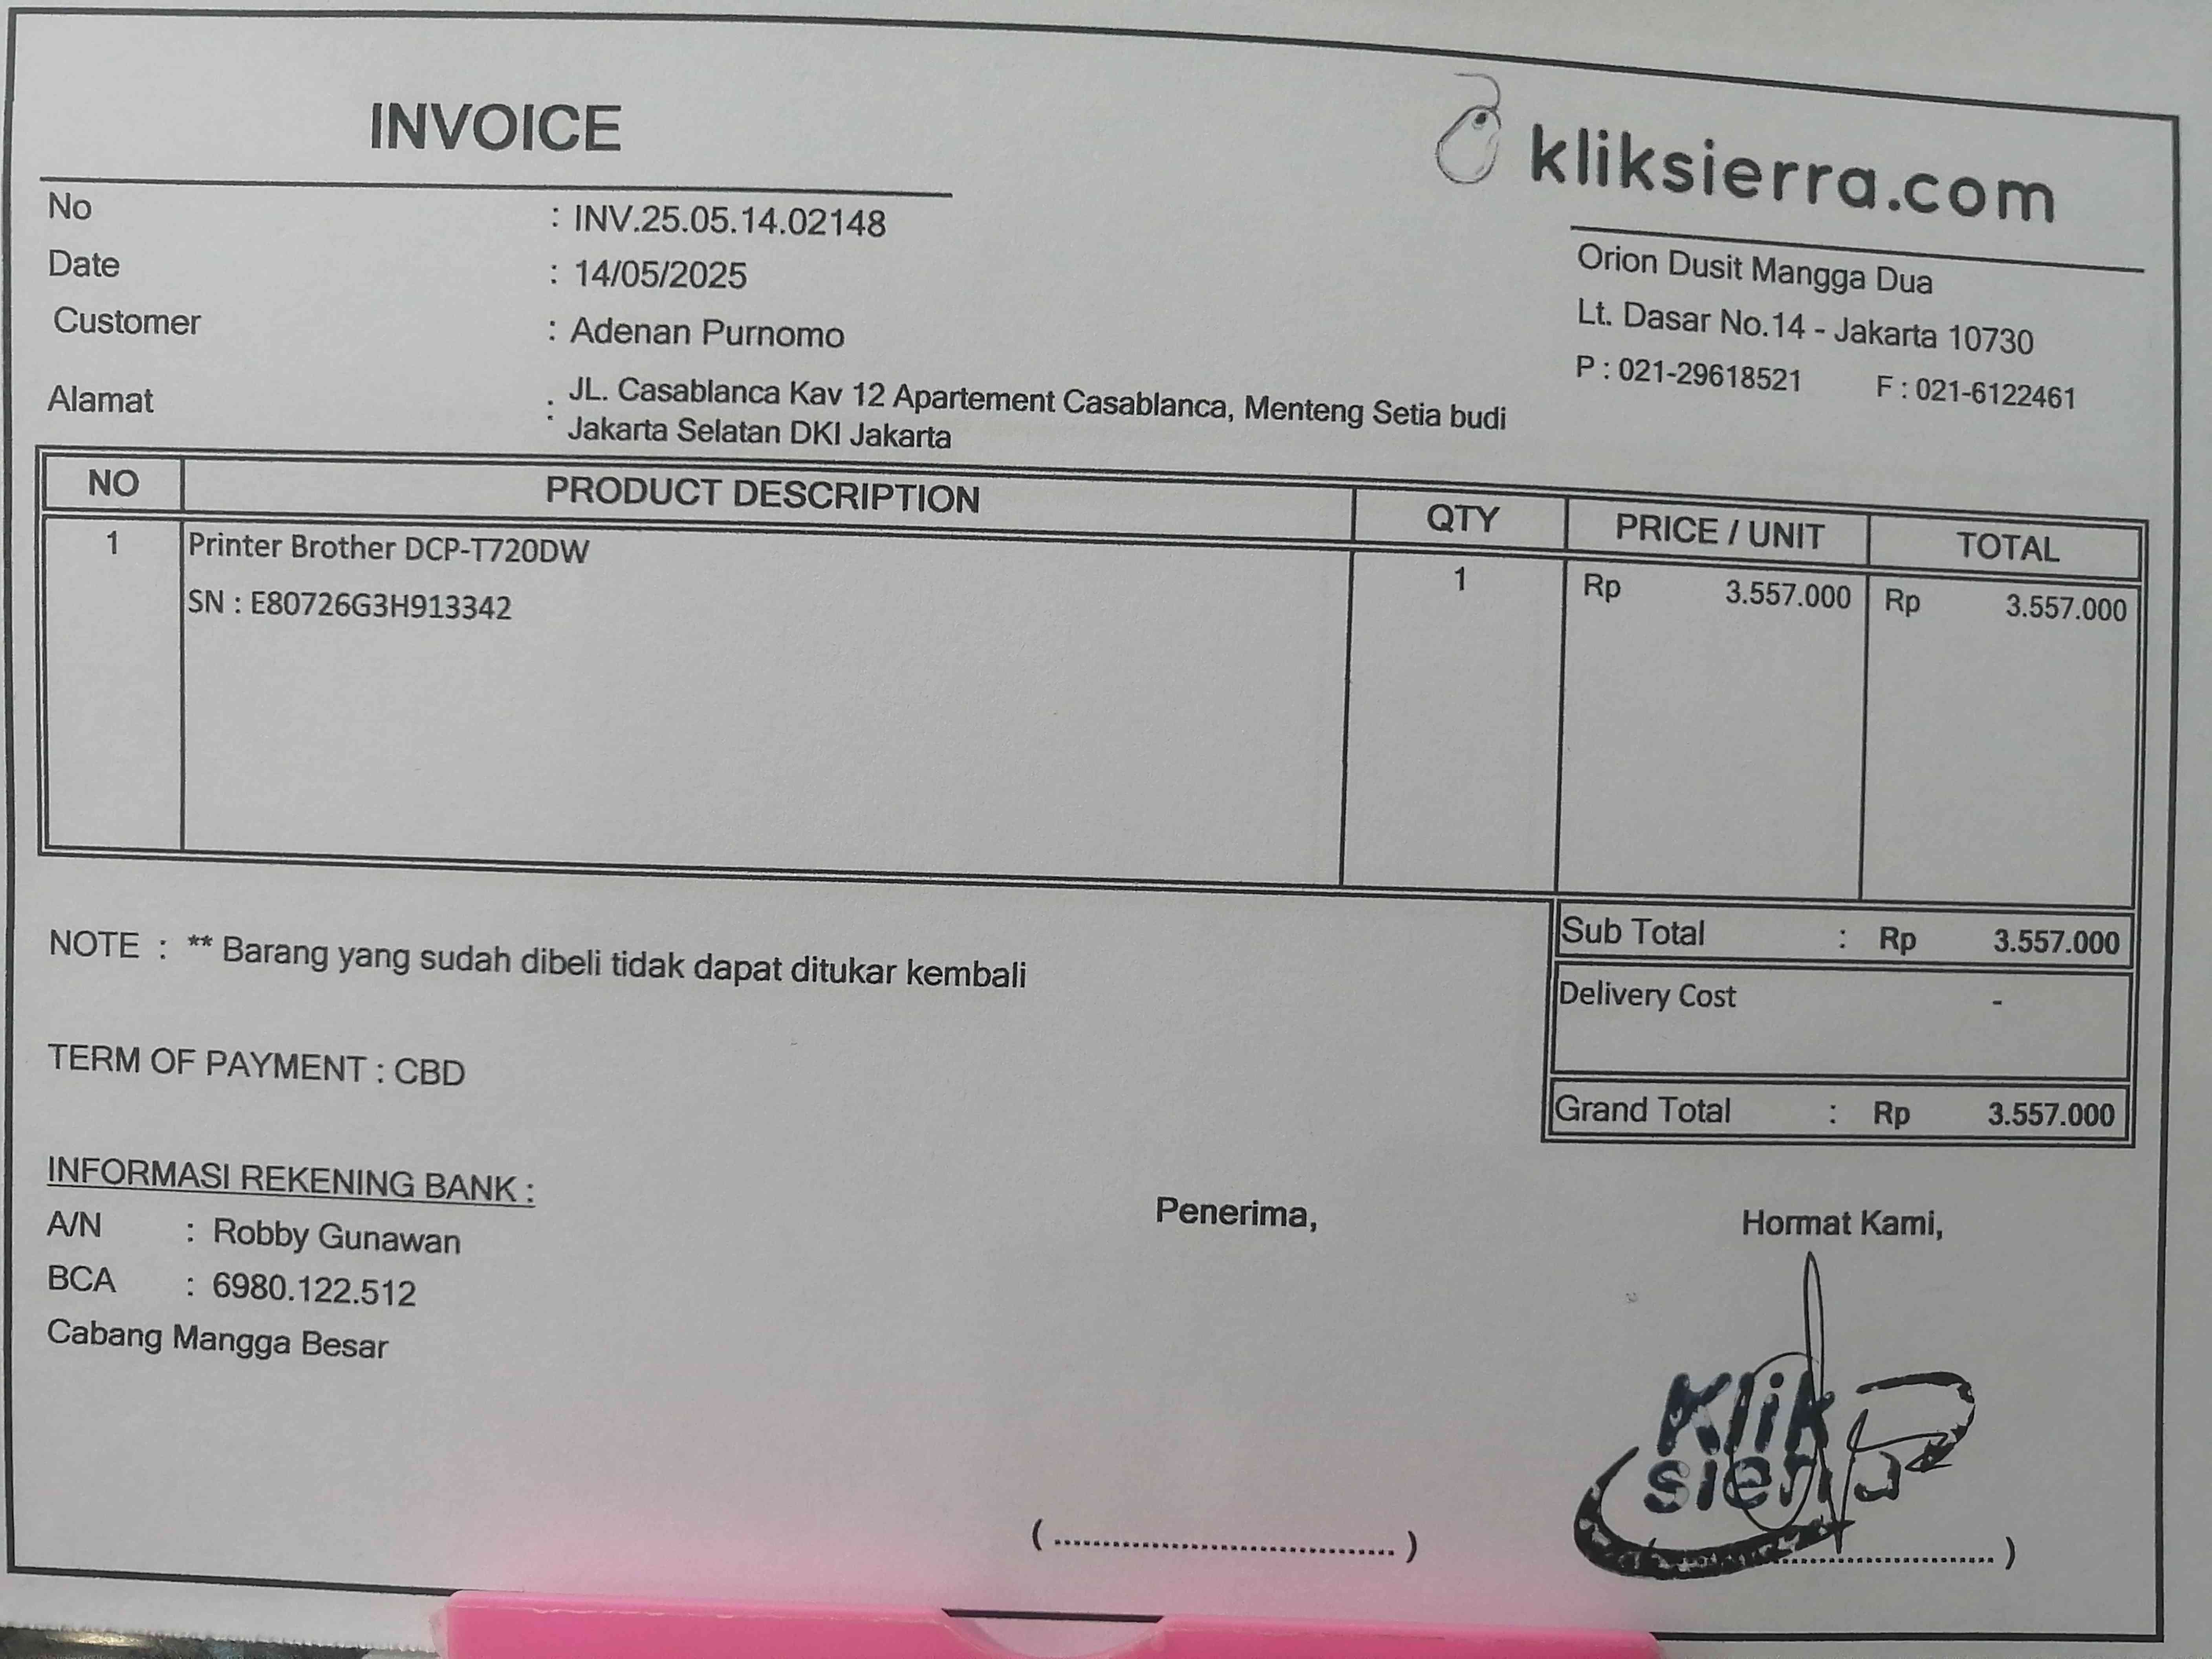 INVOICE
kliksierra.com
No : INV.25.05.14.02148
Date : 14/05/2025
Customer : Adenan Purnomo
Alamat : JL. Casablanca Kav 12 Apartement Casablanca, Menteng Setia budi
Jakarta Selatan DKI Jakarta
Orion Dusit Mangga Dua
Lt. Dasar No.14 - Jakarta 10730
P : 021-29618521 F : 021-6122461
NO PRODUCT DESCRIPTION QTY PRICE / UNIT TOTAL
1 Printer Brother DCP-T720DW 1 Rp 3.557.000 Rp 3.557.000
SN : E80726G3H913342
Sub Total : Rp 3.557.000
Delivery Cost -
Grand Total : Rp 3.557.000
NOTE : ** Barang yang sudah dibeli tidak dapat ditukar kembali
TERM OF PAYMENT : CBD
INFORMASI REKENING BANK :
A/N : Robby Gunawan
BCA : 6980.122.512
Cabang Mangga Besar
Penerima,
Hormat Kami,
Klik
(.................................)